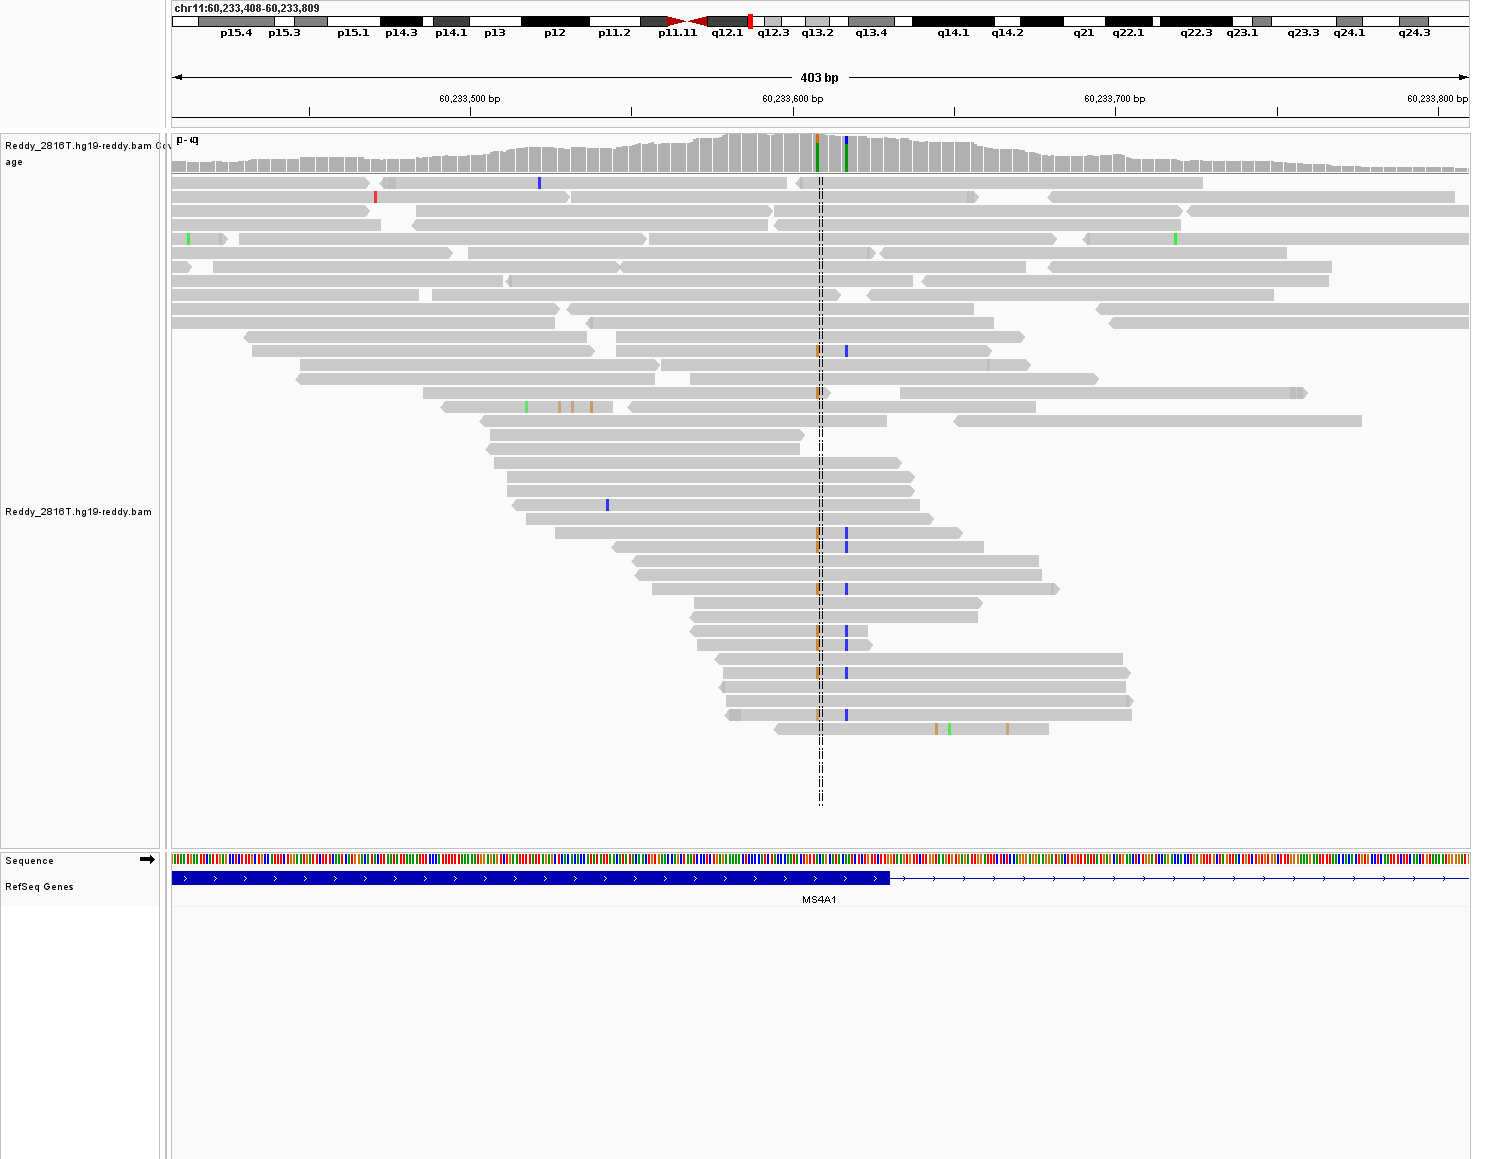 chr11:60,233,408-60,233,809
p15.4 p15.3 p15.1 p14.3 p14.1 p13 p12 p11.2 p11.11 q12.1 q12.3 q13.2 q13.4 q14.1 q14.2 q21 q22.1 q22.3 q23.1 q23.3 q24.1 q24.3
403 bp
60,233,500 bp 60,233,600 bp 60,233,700 bp 60,233,800 bp
Reddy_2816T.hg19-reddy.bam Cov
age
Reddy_2816T.hg19-reddy.bam
Sequence
RefSeq Genes
MS4A1